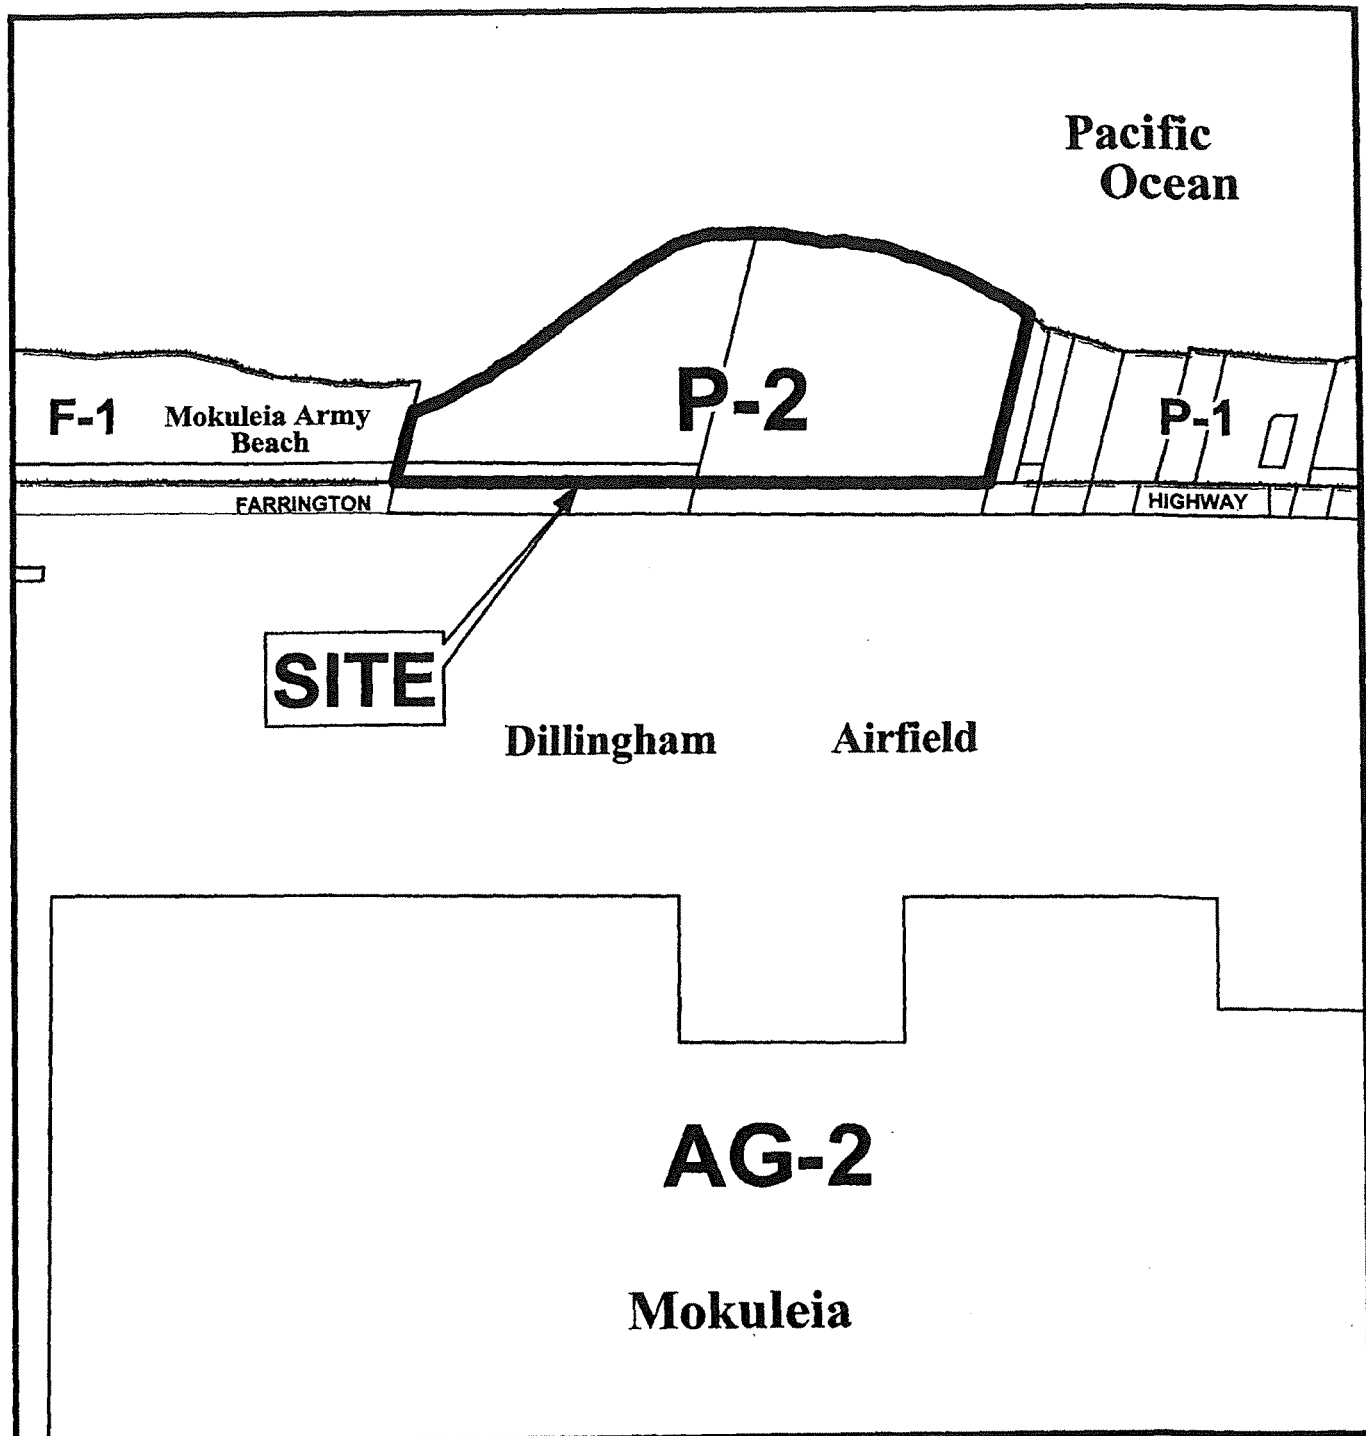 Pacific
Ocean
F-1
Mokuleia Army
Beach
P-2
P-1
FARRINGTON
HIGHWAY
SITE
Dillingham
Airfield
AG-2
Mokuleia